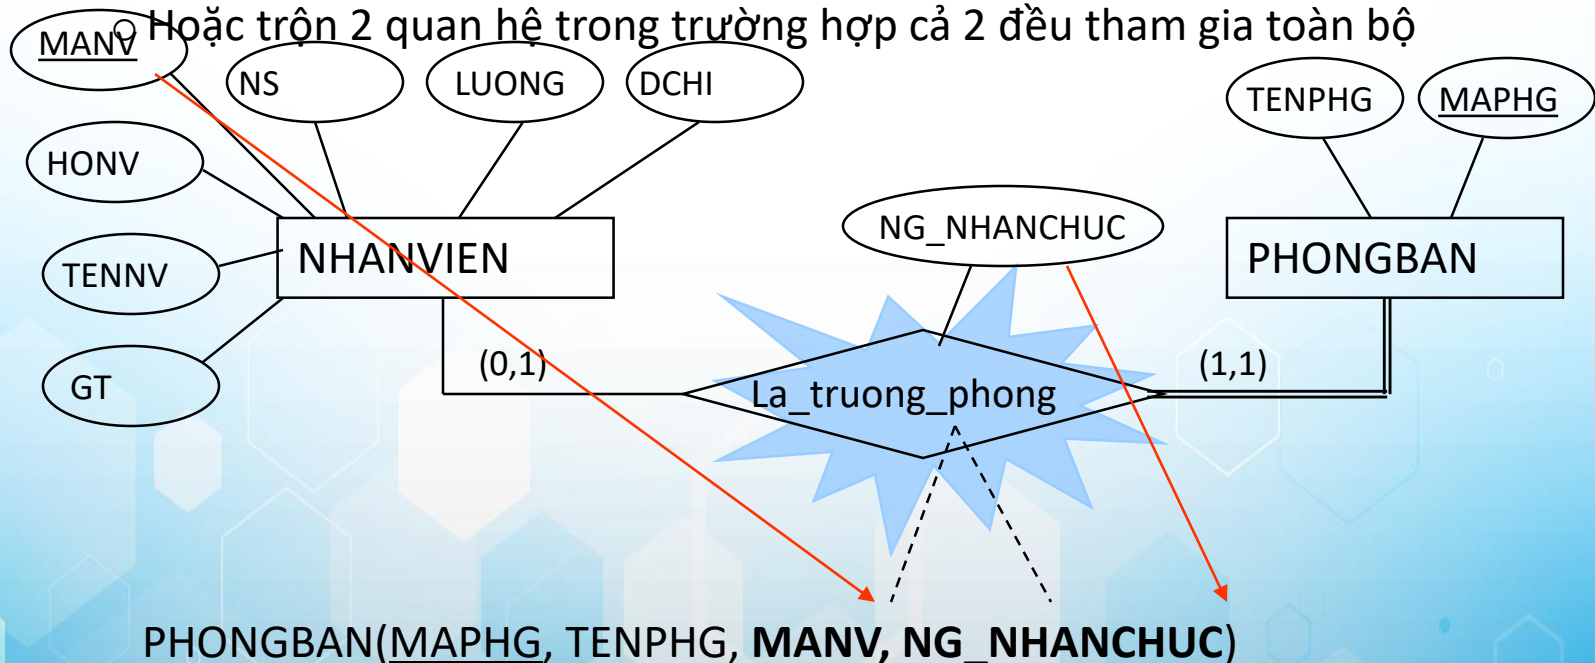 ○ Hoặc trộn 2 quan hệ trong trường hợp cả 2 đều tham gia toàn bộ
MANV
NS
LUONG
DCHI
TENPHG
MAPHG
HONV
NG_NHANCHUC
TENNV
NHANVIEN
PHONGBAN
(0,1)
(1,1)
GT
La_truong_phong
PHONGBAN(MAPHG, TENPHG, MANV, NG_NHANCHUC)